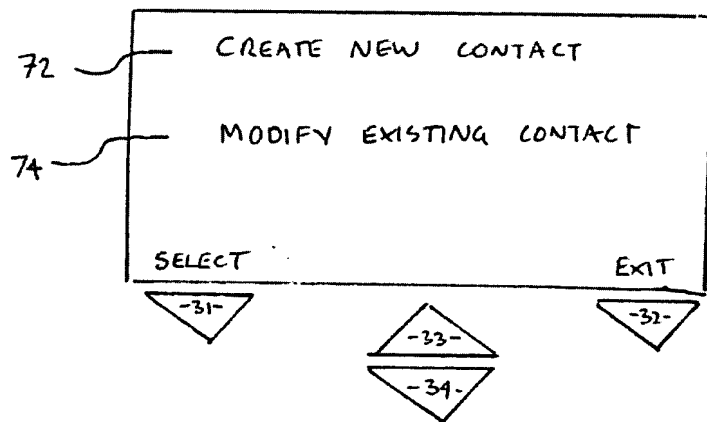 72 CREATE NEW CONTACT
74 MODIFY EXISTING CONTACT
SELECT EXIT
-31- -32-
-33-
-34-